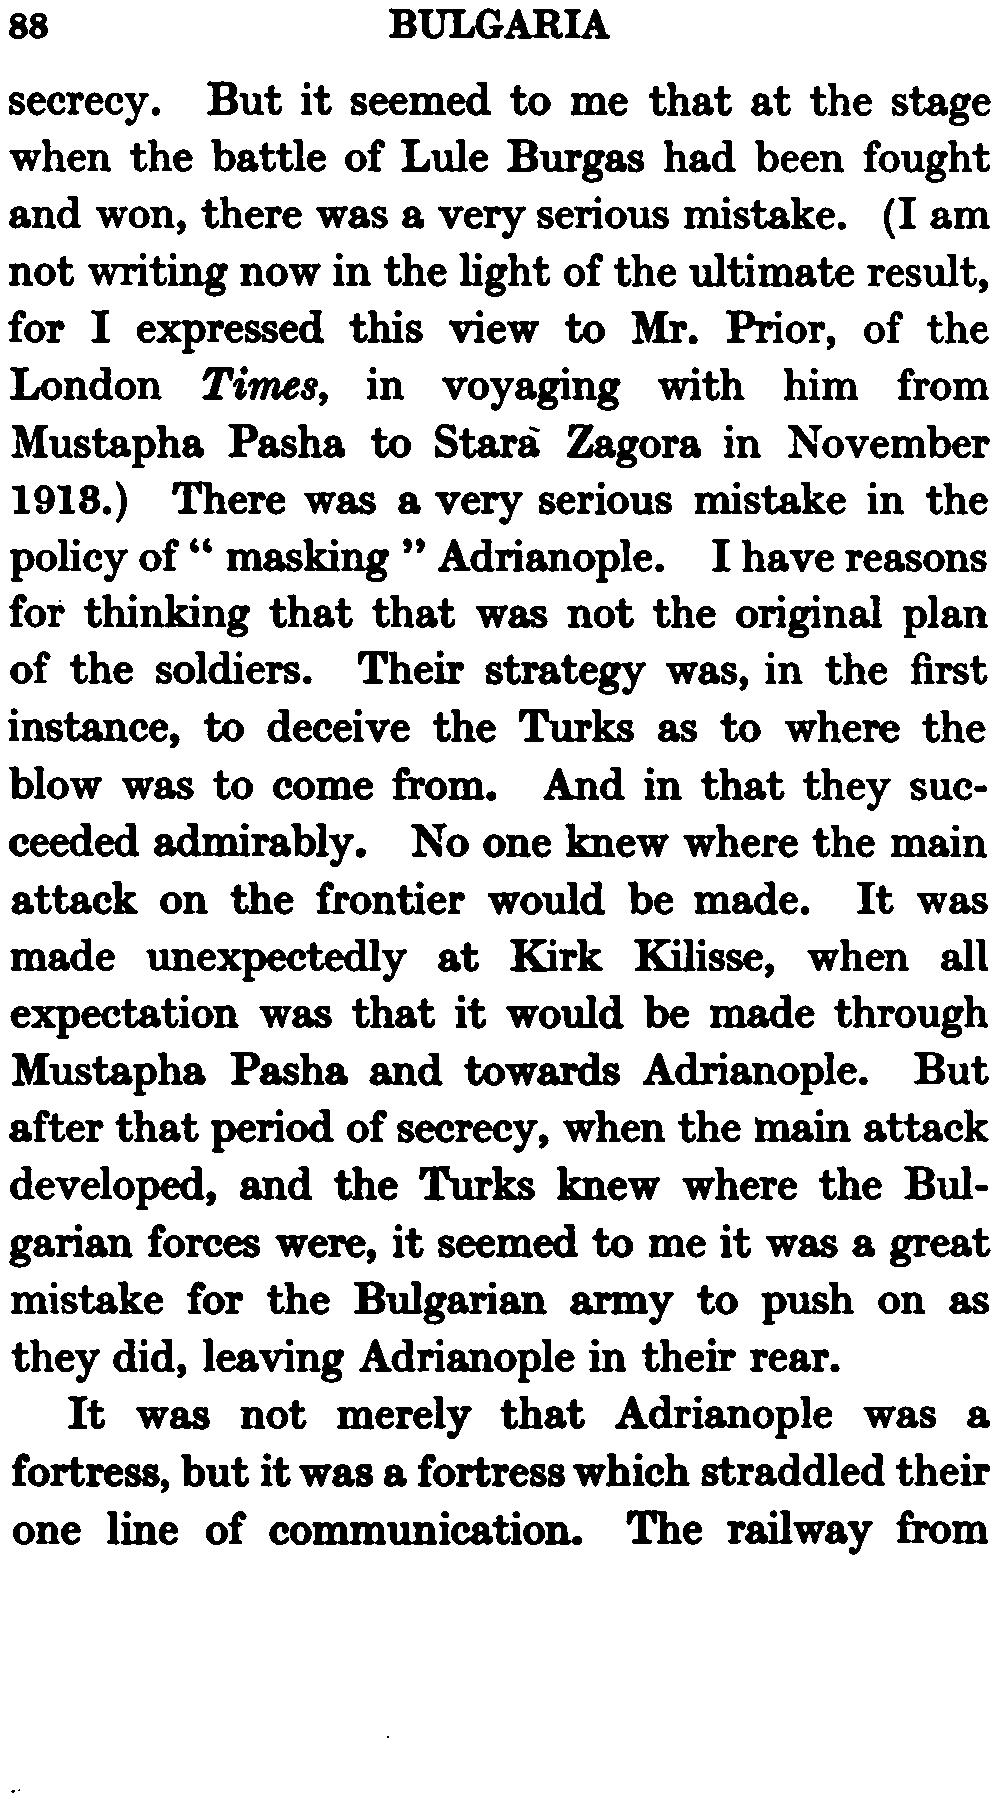 88 BULGARIA
secrecy. But it seemed to me that at the stage
when the battle of Lule Burgas had been fought
and won, there was a very serious mistake. (I am
not writing now in the light of the ultimate result,
for I expressed this view to Mr. Prior, of the
London Times, in voyaging with him from
Mustapha Pasha to Stara Zagora in November
1913.) There was a very serious mistake in the
policy of “ masking ” Adrianople. I have reasons
for thinking that that was not the original plan
of the soldiers. Their strategy was, in the first
instance, to deceive the Turks as to where the
blow was to come from. And in that they suc-
ceeded admirably. No one knew where the main
attack on the frontier would be made. It was
made unexpectedly at Kirk Kilisse, when all
expectation was that it would be made through
Mustapha Pasha and towards Adrianople. But
after that period of secrecy, when the main attack
developed, and the Turks knew where the Bul-
garian forces were, it seemed to me it was a great
mistake for the Bulgarian army to push on as
they did, leaving Adrianople in their rear.
It was not merely that Adrianople was a
fortress, but it was a fortress which straddled their
one line of communication. The railway from